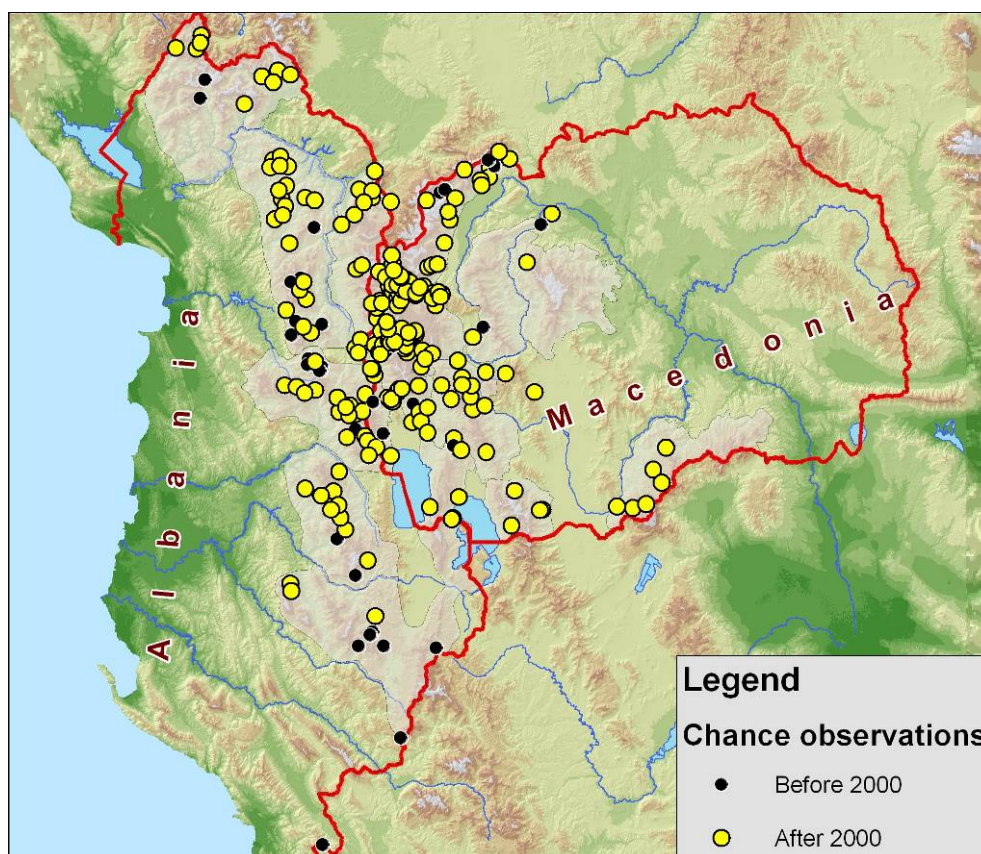 Albania
Macedonia
Legend
Chance observations
Before 2000
After 2000